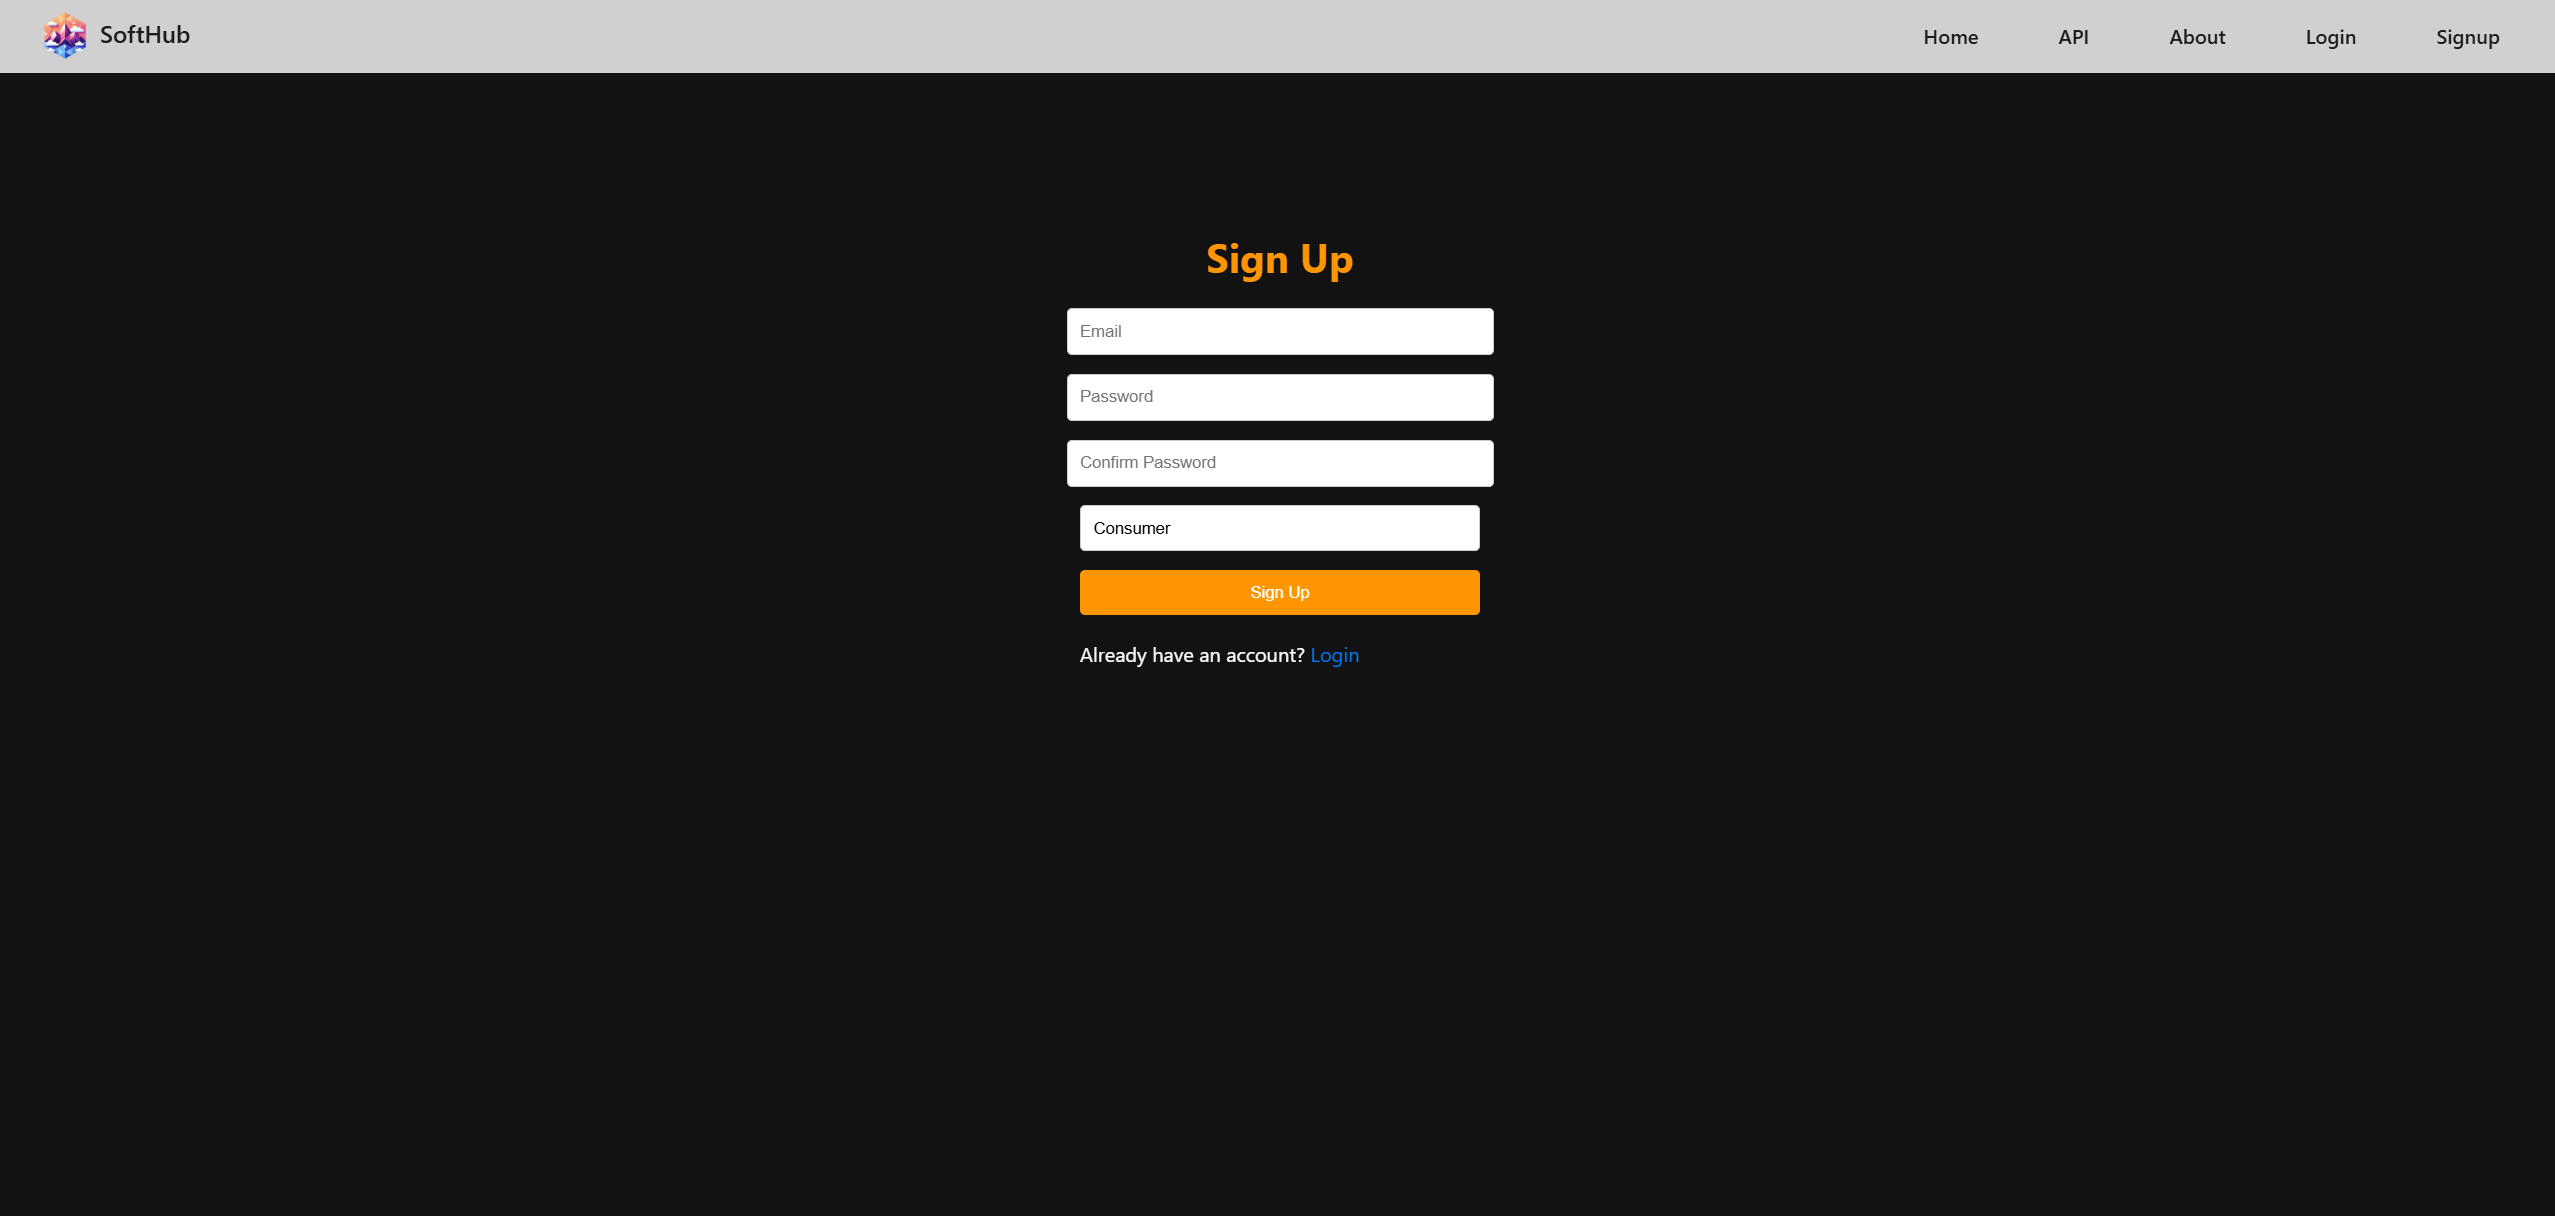 SoftHub
Home API About Login Signup
Sign Up
Email
Password
Confirm Password
Consumer
Sign Up
Already have an account? Login